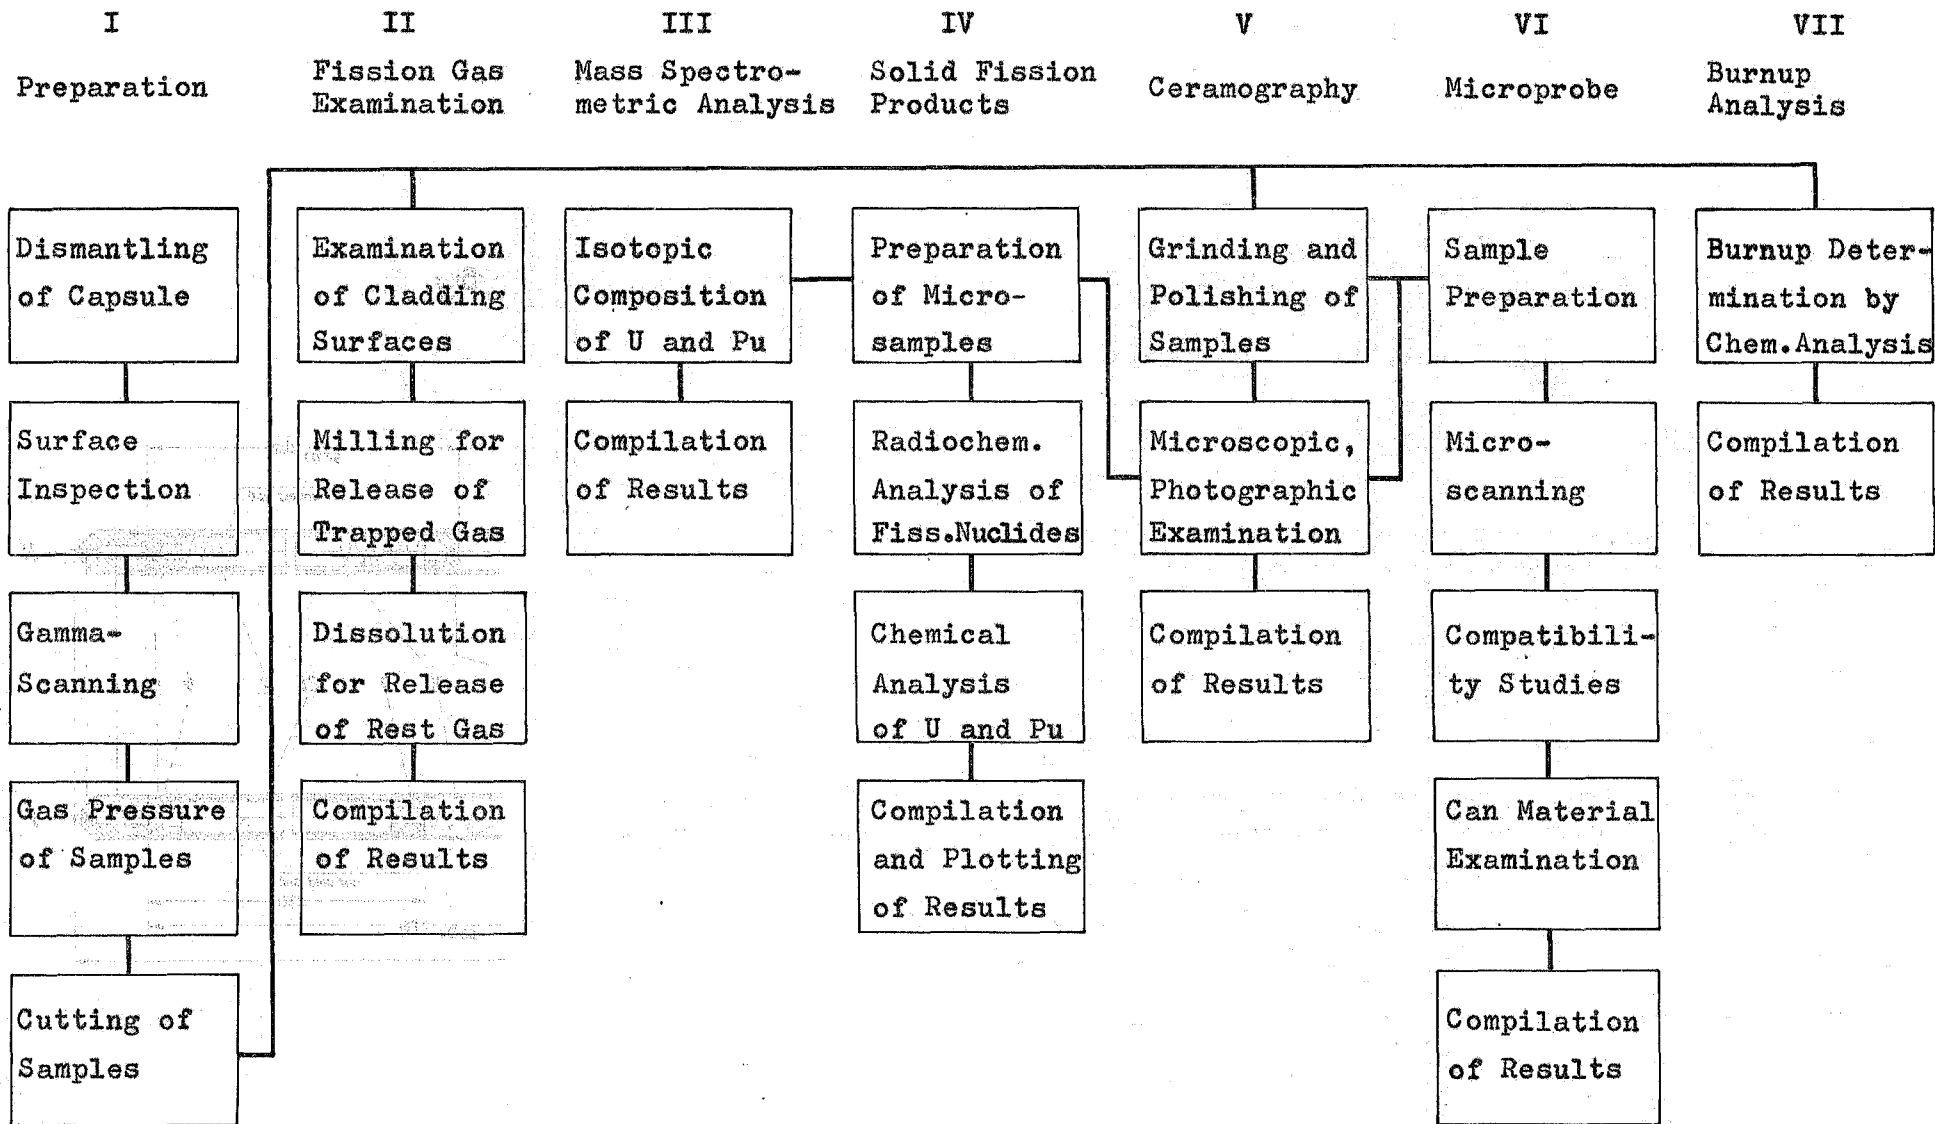 I
Preparation
Dismantling
of Capsule
Surface
Inspection
Gamma-
Scanning
Gas Pressure
of Samples
Cutting of
Samples
II
Fission Gas
Examination
Examination
of Cladding
Surfaces
Milling for
Release of
Trapped Gas
Dissolution
for Release
of Rest Gas
Compilation
of Results
III
Mass Spectro-
metric Analysis
Isotopic
Composition
of U and Pu
Compilation
of Results
IV
Solid Fission
Products
Preparation
of Micro-
samples
Radiochem.
Analysis of
Fiss.Nuclides
Chemical
Analysis
of U and Pu
Compilation
and Plotting
of Results
V
Ceramography
Grinding and
Polishing of
Samples
Microscopic,
Photographic
Examination
Compilation
of Results
VI
Microprobe
Sample
Preparation
Micro-
scanning
Compatibili-
ty Studies
Can Material
Examination
Compilation
of Results
VII
Burnup
Analysis
Burnup Deter-
mination by
Chem.Analysis
Compilation
of Results